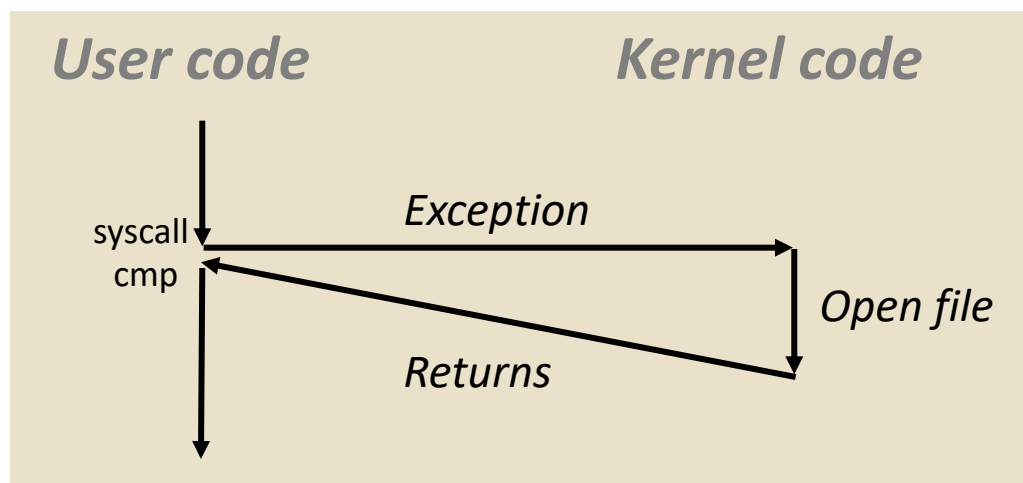 User code
Kernel code
Exception
syscall
cmp
Open file
Returns